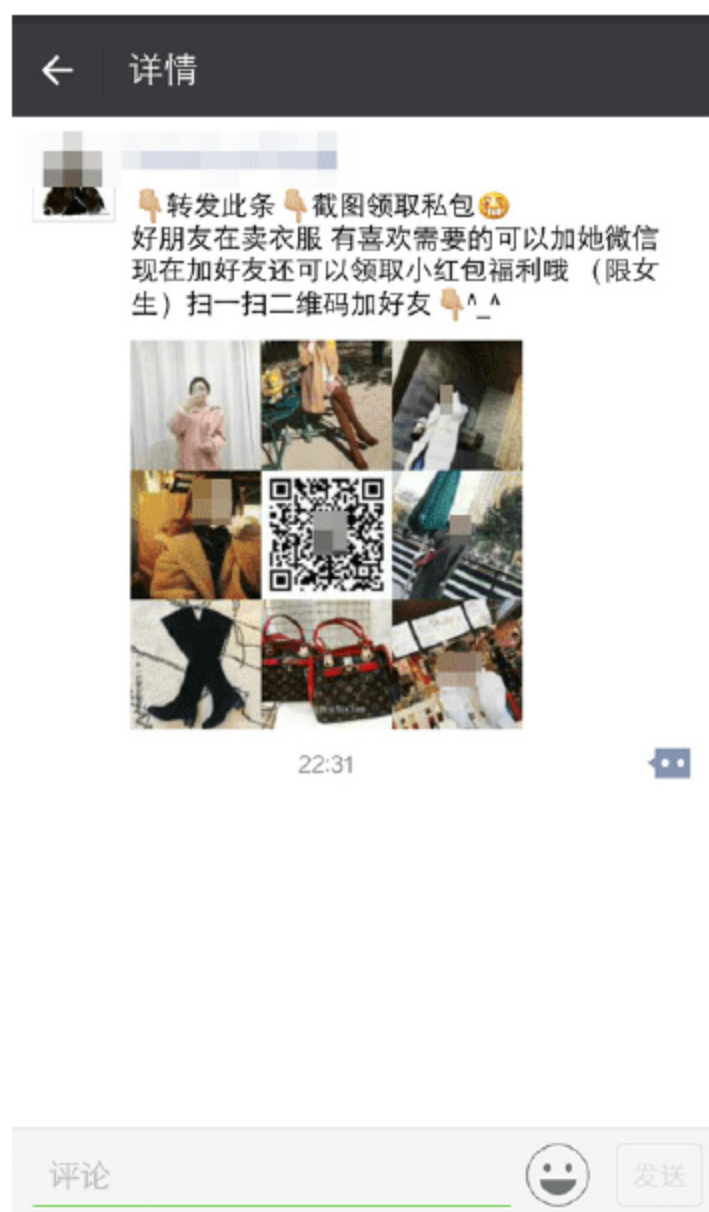 详情
👇转发此条👇截图领取私包😁
好朋友在卖衣服 有喜欢需要的可以加她微信
现在加好友还可以领取小红包福利哦 （限女
生）扫一扫二维码加好友👇^_^
22:31
评论
发送